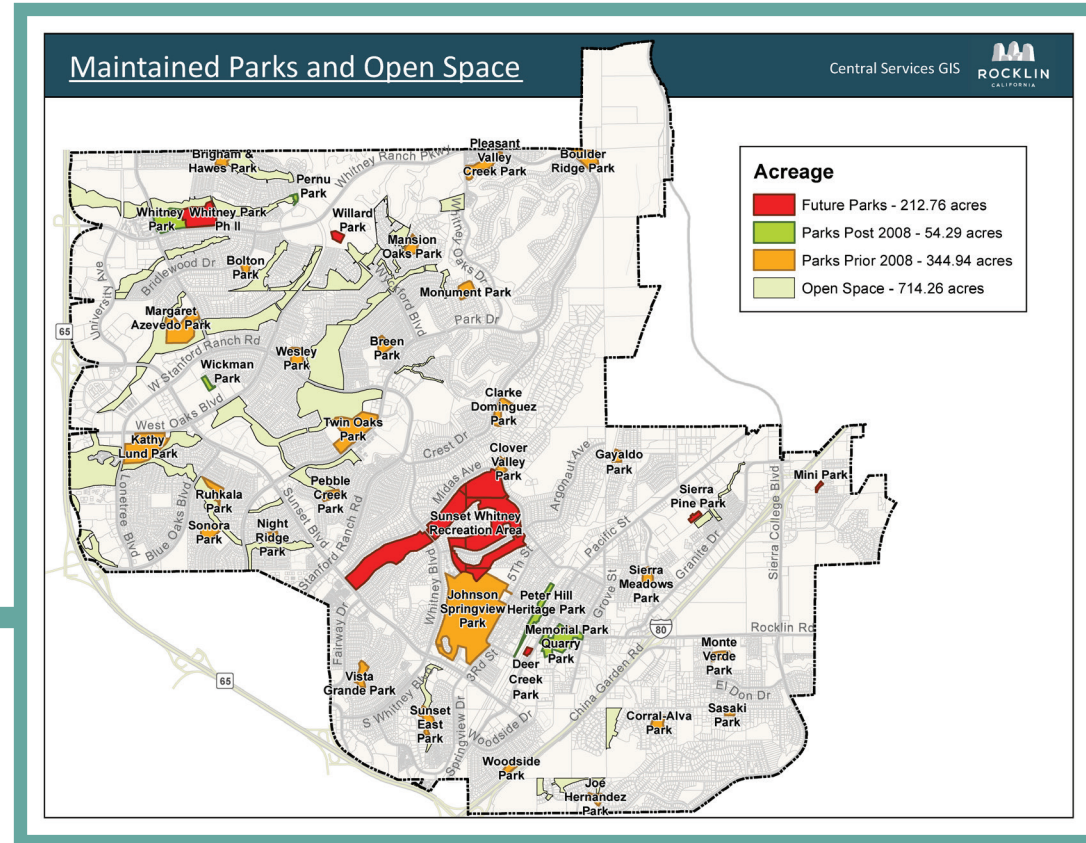 Maintained Parks and Open Space
Central Services GIS
ROCKLIN
CALIFORNIA
Acreage
Future Parks - 212.76 acres
Parks Post 2008 - 54.29 acres
Parks Prior 2008 - 344.94 acres
Open Space - 714.26 acres
Brigham &
Hawes Park
Pernu
Park
Whitney Ranch Pkwy
Pleasant
Valley
Creek Park
Boulder
Ridge Park
Whitney
Park
Whitney Park
Ph II
Willard
Park
Mansion
Oaks Park
Whitney Oaks Dr
University Ave
Bridlewood Dr
Bolton
Park
Wyckford Blvd
Monument Park
Park Dr
Margaret
Azevedo Park
65
W Stanford Ranch Rd
Wickman
Park
Wesley
Park
Breen
Park
West Oaks Blvd
Clarke
Dominguez
Park
Twin Oaks
Park
Crest Dr
Kathy
Lund Park
Clover
Valley
Park
Midas Ave
Argonaut Ave
Gayaldo
Park
Mini Park
Sierra College Blvd
Sierra
Pine Park
Lonetree Blvd
Blue Oaks Blvd
Ruhkala
Park
Sonora
Park
Night
Ridge
Park
Sunset Blvd
Pebble
Creek
Park
Stanford Ranch Rd
Sunset Whitney
Recreation Area
Pacific St
Granite Dr
5Th St
Whitney Blvd
Johnson
Springview
Park
Peter Hill
Heritage Park
Grove St
Sierra
Meadows
Park
Memorial Park
Quarry
Park
80
Rocklin Rd
Fairway Dr
3Rd St
Deer
Creek
Park
China Garden Rd
Monte
Verde
Park
El Don Dr
65
Vista
Grande Park
S Whitney Blvd
Sunset
East
Park
Springview Dr
Woodside Dr
Corral-Alva
Park
Sasaki
Park
Woodside
Park
Joe
Hernandez
Park